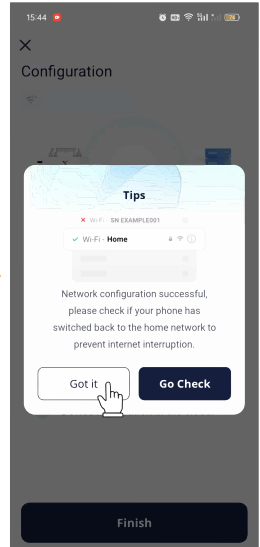 15:44
Configuration
Tips
× Wi-Fi - SN EXAMPLE001
✓ Wi-Fi - Home
Network configuration successful,
please check if your phone has
switched back to the home network to
prevent internet interruption.
Got it
Go Check
Finish